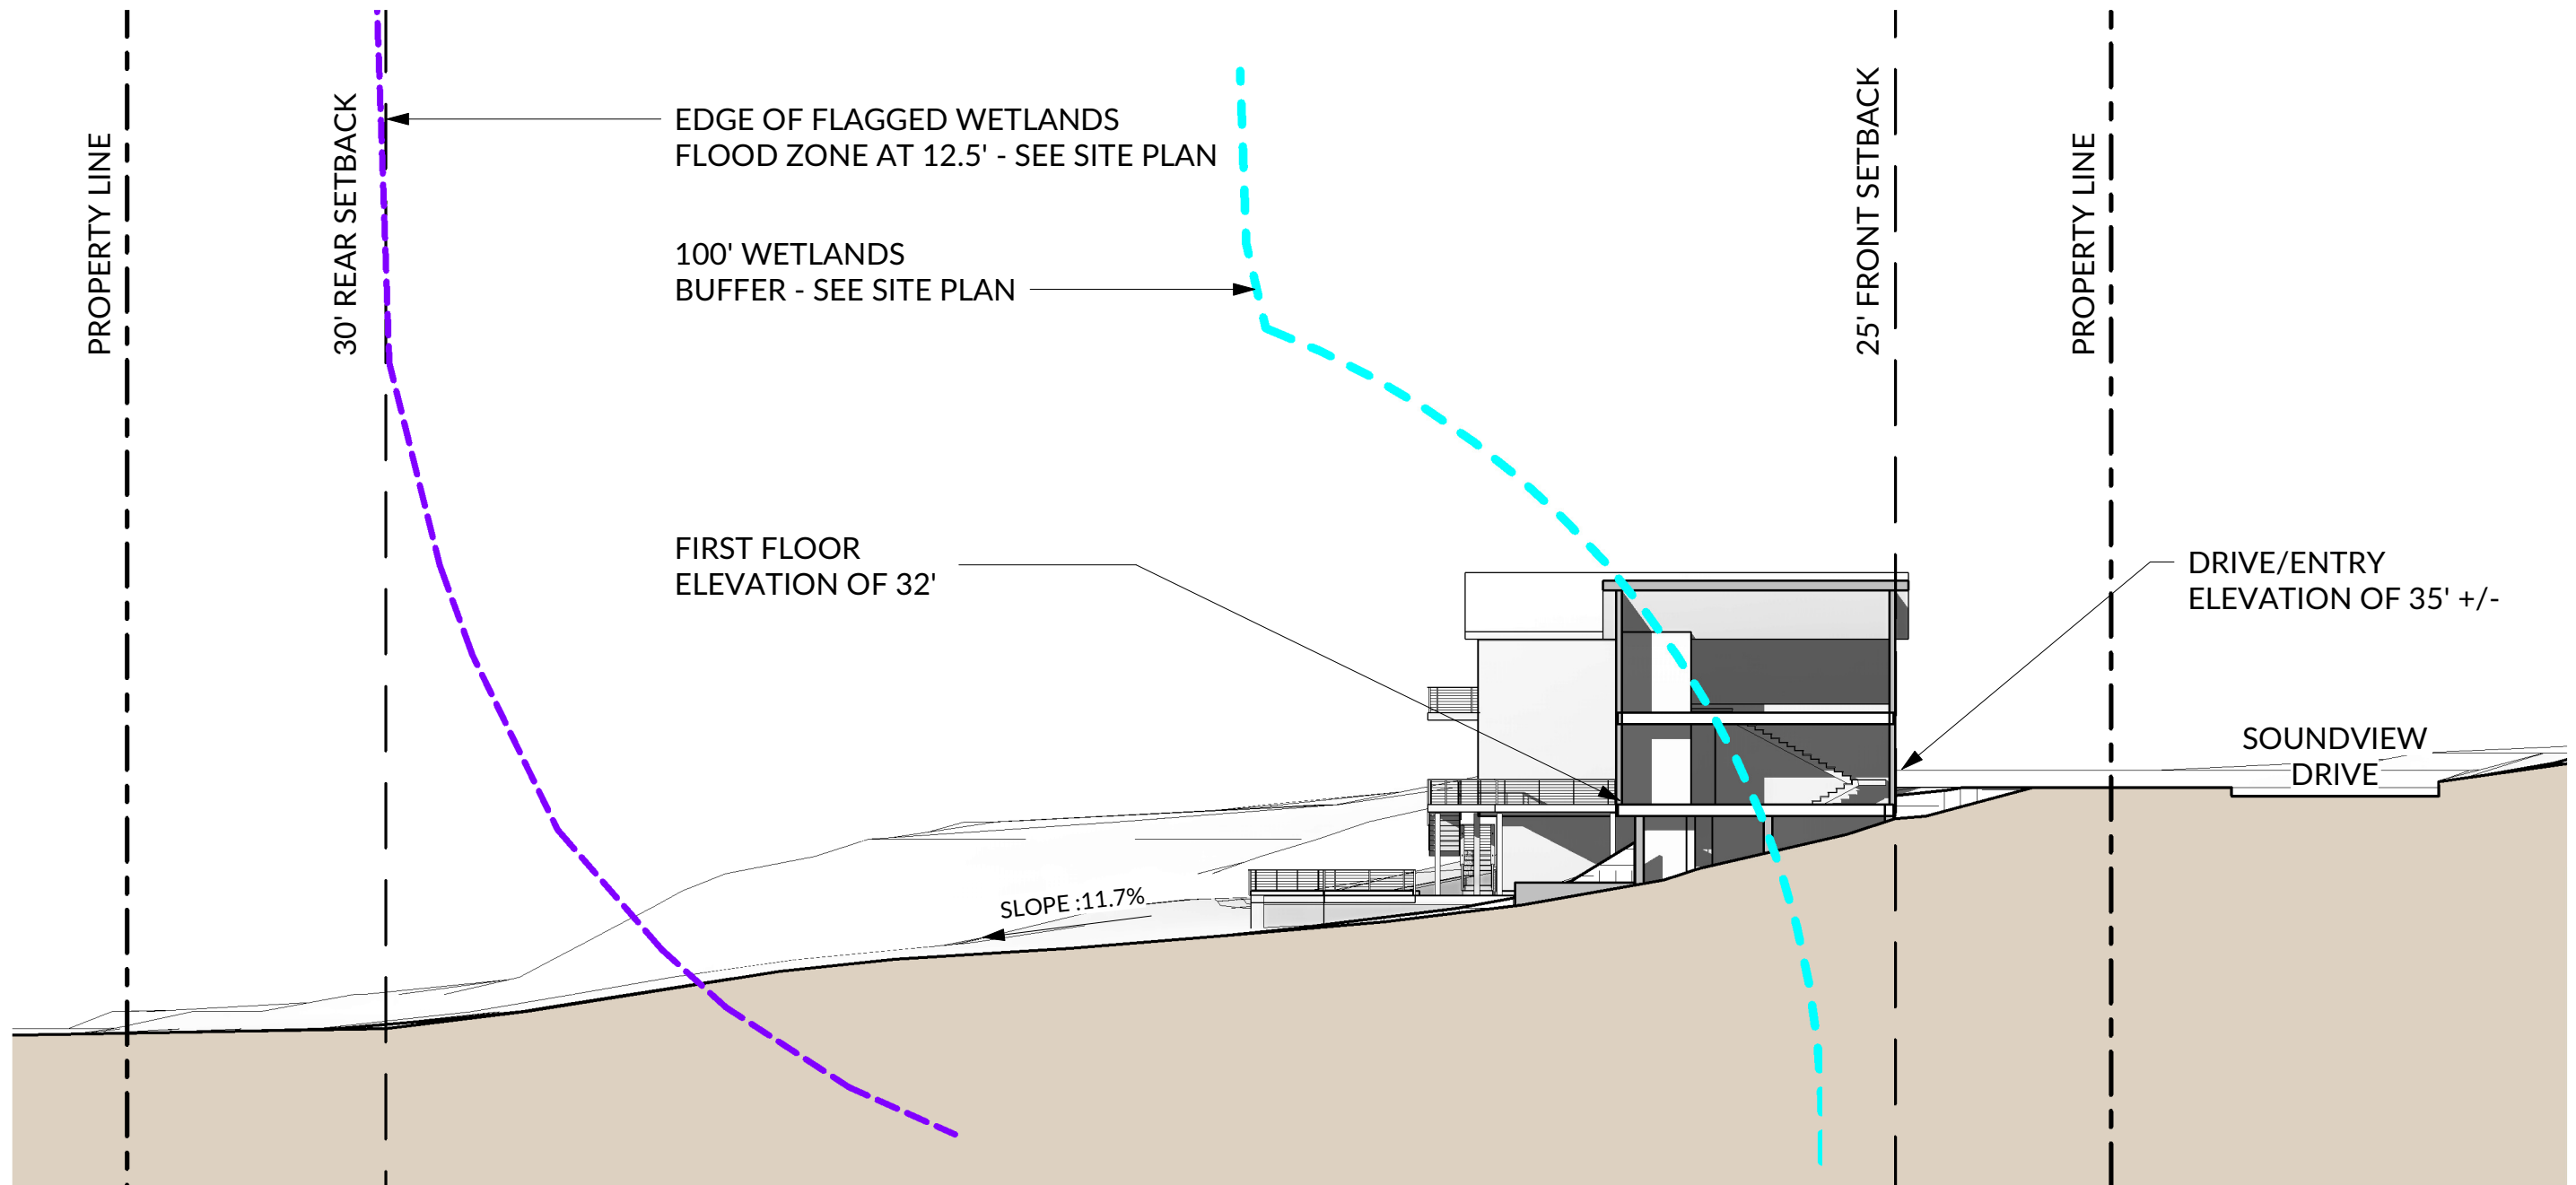 PROPERTY LINE
30' REAR SETBACK
EDGE OF FLAGGED WETLANDS
FLOOD ZONE AT 12.5' - SEE SITE PLAN
100' WETLANDS
BUFFER - SEE SITE PLAN
25' FRONT SETBACK
PROPERTY LINE
FIRST FLOOR
ELEVATION OF 32'
DRIVE/ENTRY
ELEVATION OF 35' +/-
SOUNDVIEW
DRIVE
SLOPE :11.7%